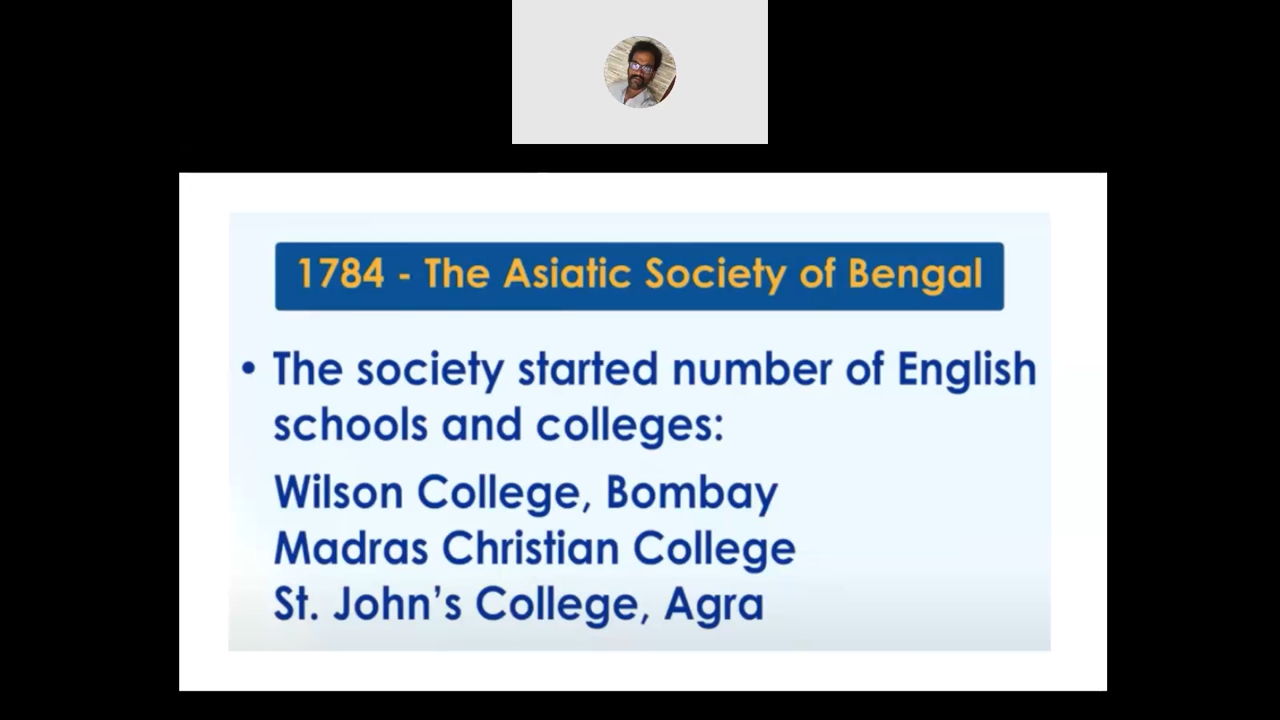 1784 - The Asiatic Society of Bengal
• The society started number of English
schools and colleges:
Wilson College, Bombay
Madras Christian College
St. John's College, Agra